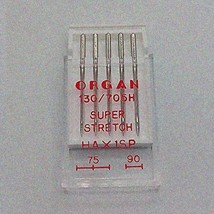 ORGAN
130/705H
SUPER
STRETCH
HAX1SP
75 90